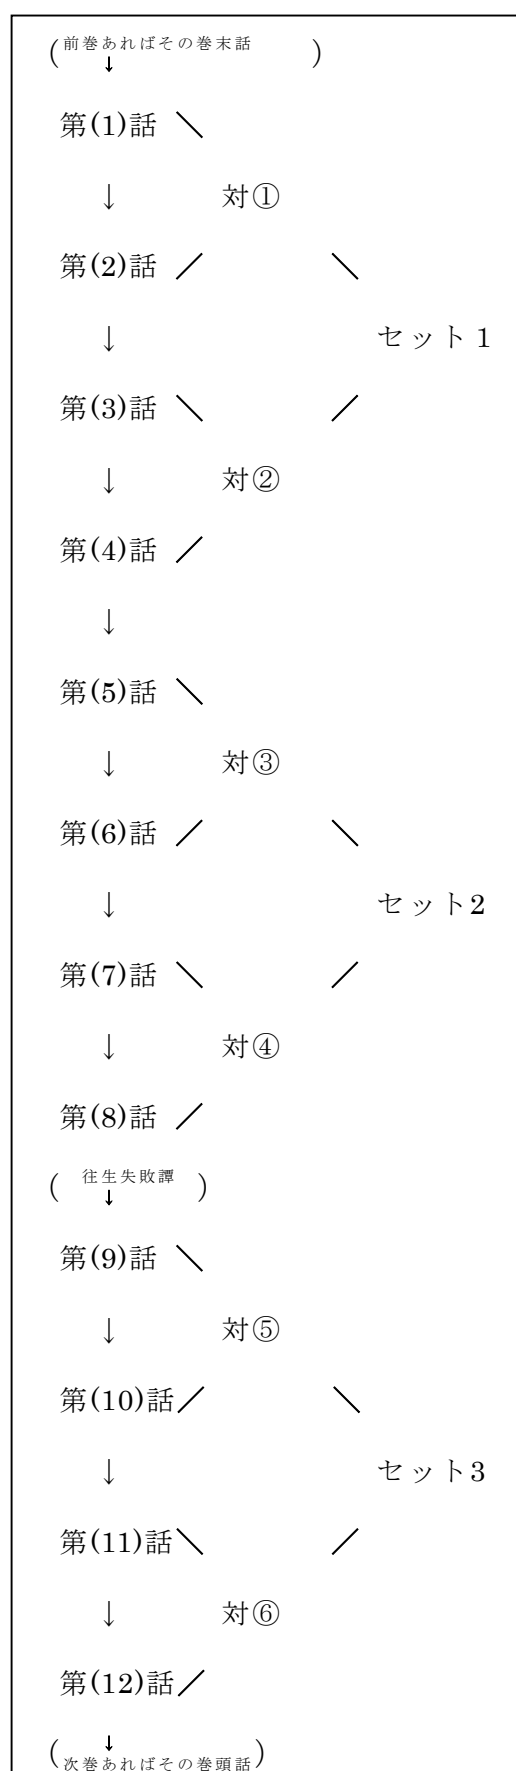 (前巻あればその巻末話)
↓
第(1)話 ＼
↓ 対①
第(2)話 ／ ＼
↓ セット1
第(3)話 ＼ ／
↓ 対②
第(4)話 ／
↓
第(5)話 ＼
↓ 対③
第(6)話 ／ ＼
↓ セット2
第(7)話 ＼ ／
↓ 対④
第(8)話 ／
(往生失敗譚)
↓
第(9)話 ＼
↓ 対⑤
第(10)話／ ＼
↓ セット3
第(11)話＼ ／
↓ 対⑥
第(12)話／
↓
(次巻あればその巻頭話)